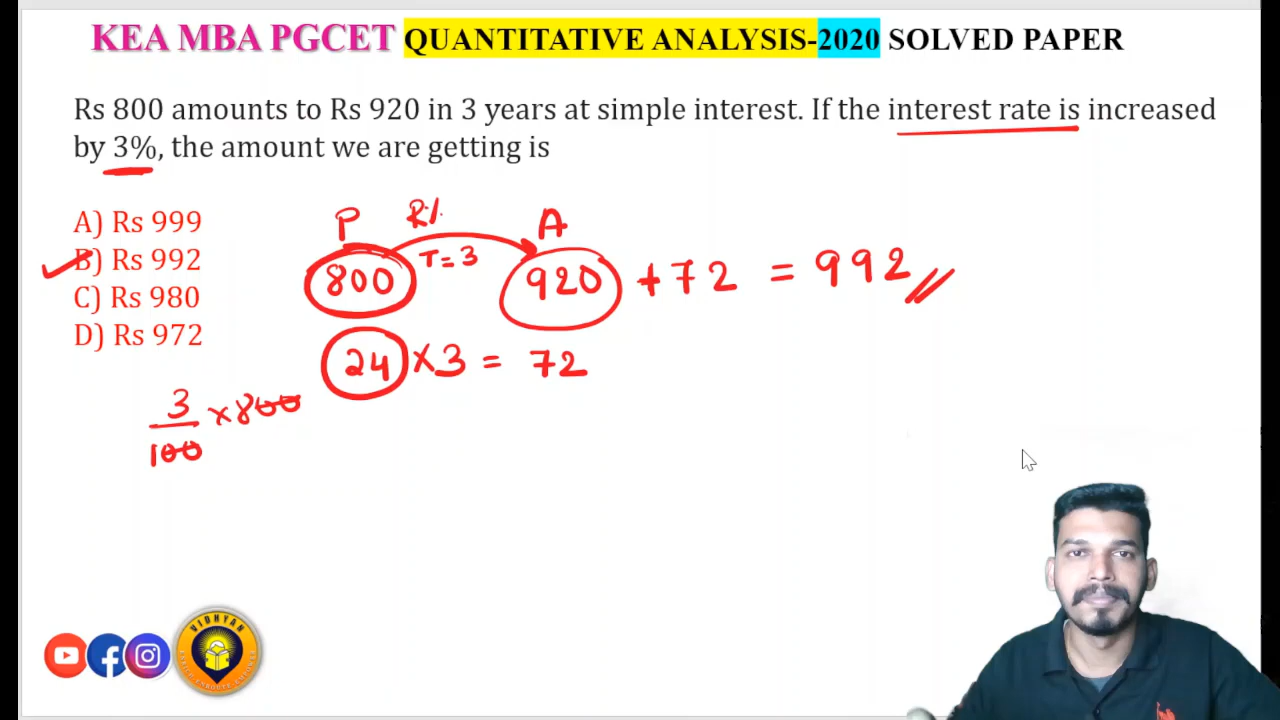 KEA MBA PGCET QUANTITATIVE ANALYSIS-2020 SOLVED PAPER
Rs 800 amounts to Rs 920 in 3 years at simple interest. If the interest rate is increased
by 3%, the amount we are getting is
A) Rs 999
B) Rs 992
C) Rs 980
D) Rs 972
P R% A
800 T=3 920 + 72 = 992
24 × 3 = 72
3/100 × 800
VIDHYAN